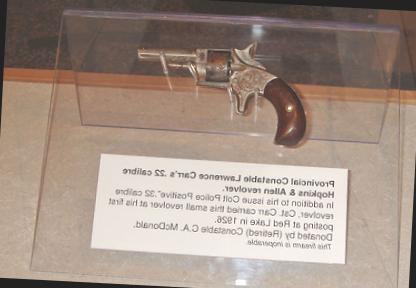 Provincial Constable Lawrence Carr's .22 calibre
Hopkins & Allen revolver.
In addition to his issue Colt Police Positive".32" calibre
revolver, Cst. Carr carried this small revolver at his first
posting at Red Lake in 1926.
Donated by (Retired) Constable C.A. McDonald.
This firearm is inoperable.